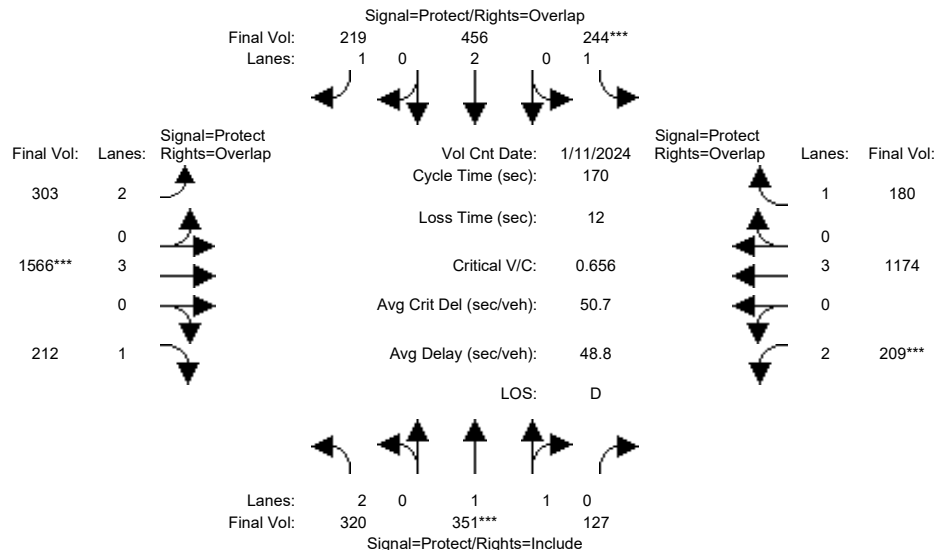 Signal=Protect/Rights=Overlap
Final Vol: 219 456 244***
Lanes: 1 0 2 0 1
Signal=Protect Signal=Protect
Final Vol: Lanes: Rights=Overlap Vol Cnt Date: 1/11/2024 Rights=Overlap Lanes: Final Vol:
Cycle Time (sec): 170
303 2 1 180
Loss Time (sec): 12
0 0
1566*** 3 Critical V/C: 0.656 3 1174
0 Avg Crit Del (sec/veh): 50.7 0
212 1 Avg Delay (sec/veh): 48.8 2 209***
LOS: D
Lanes: 2 0 1 1 0
Final Vol: 320 351*** 127
Signal=Protect/Rights=Include